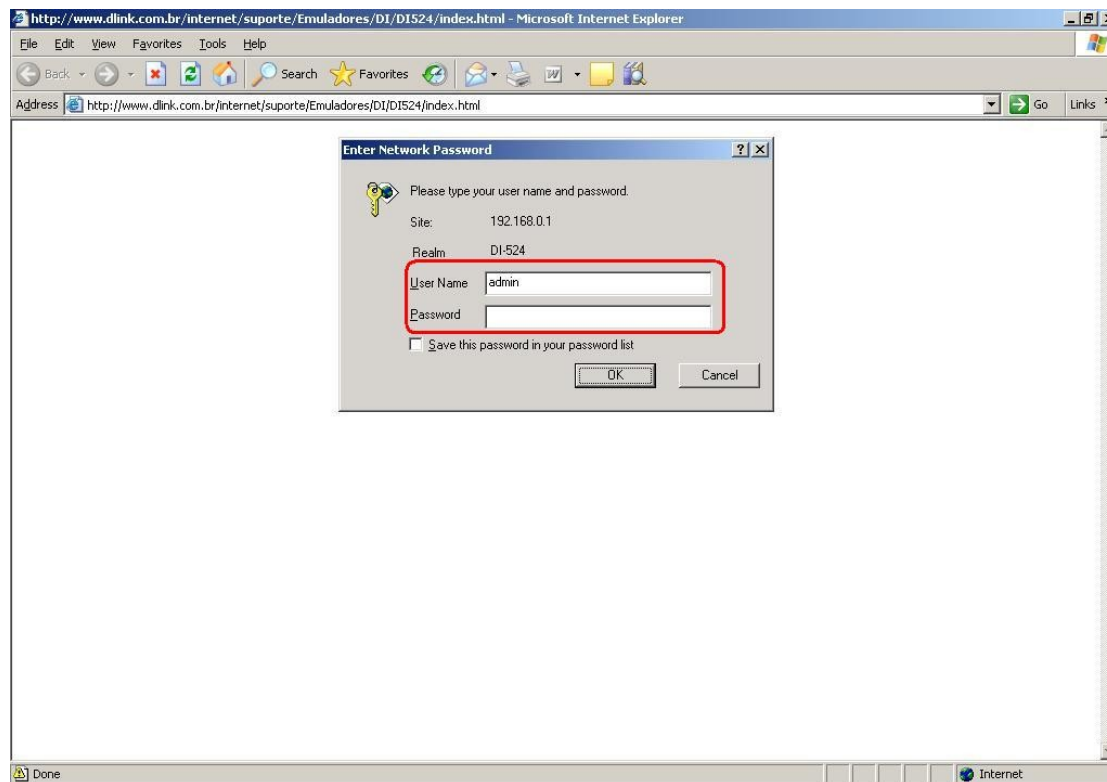 http://www.dlink.com.br/internet/suporte/Emuladores/DI/DI524/index.html - Microsoft Internet Explorer
File Edit View Favorites Tools Help
Back Search Favorites
Address http://www.dlink.com.br/internet/suporte/Emuladores/DI/DI524/index.html Go Links
Enter Network Password
Please type your user name and password.
Site: 192.168.0.1
Realm DI-524
User Name admin
Password
Save this password in your password list
OK Cancel
Done Internet